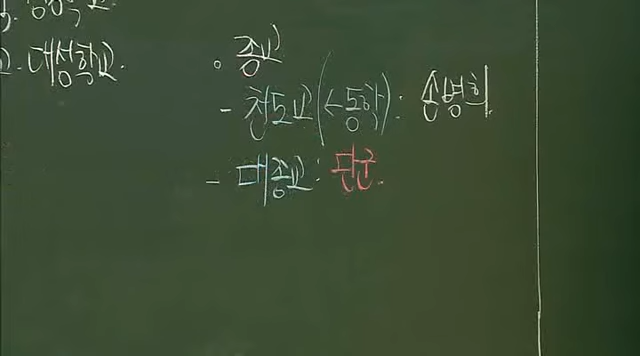 대성학교.
。종교
- 천도교(←동학): 손병희
- 대종교: 단군.